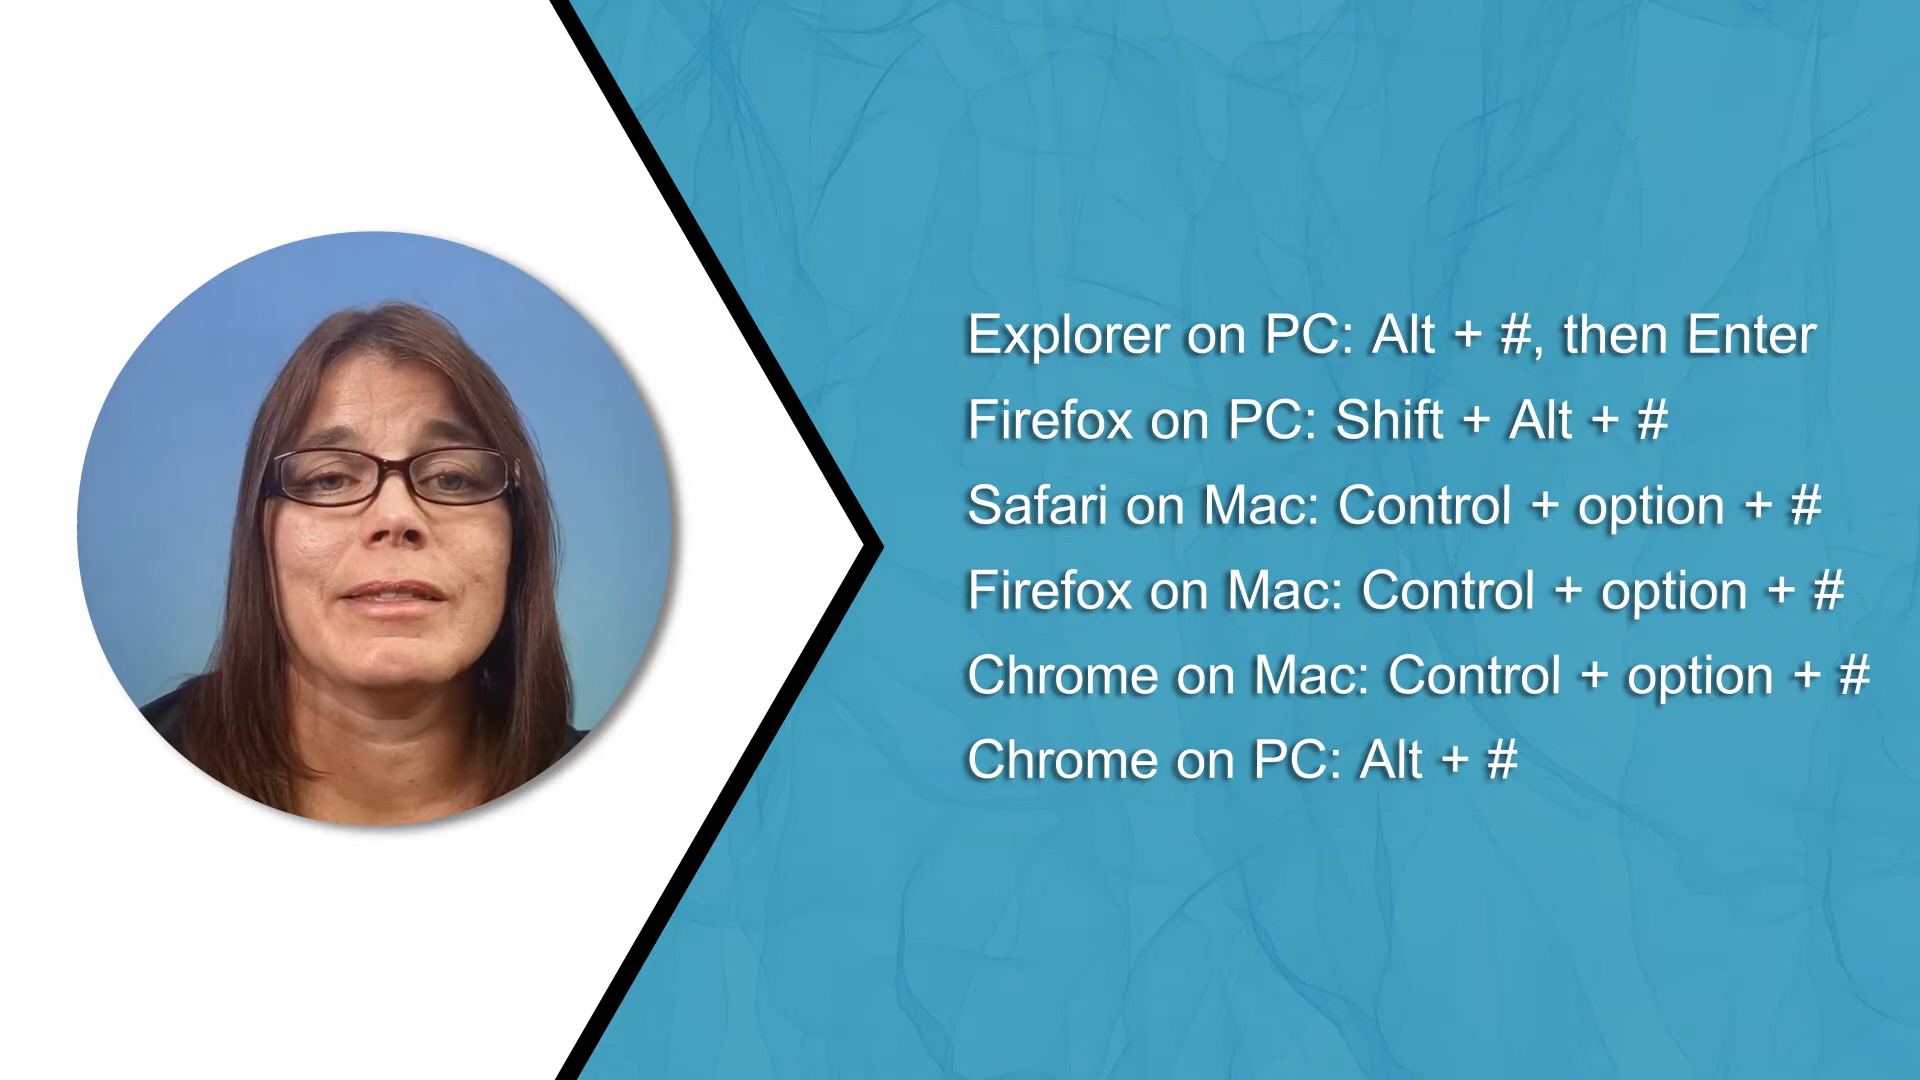 Explorer on PC: Alt + #, then Enter
Firefox on PC: Shift + Alt + #
Safari on Mac: Control + option + #
Firefox on Mac: Control + option + #
Chrome on Mac: Control + option + #
Chrome on PC: Alt + #